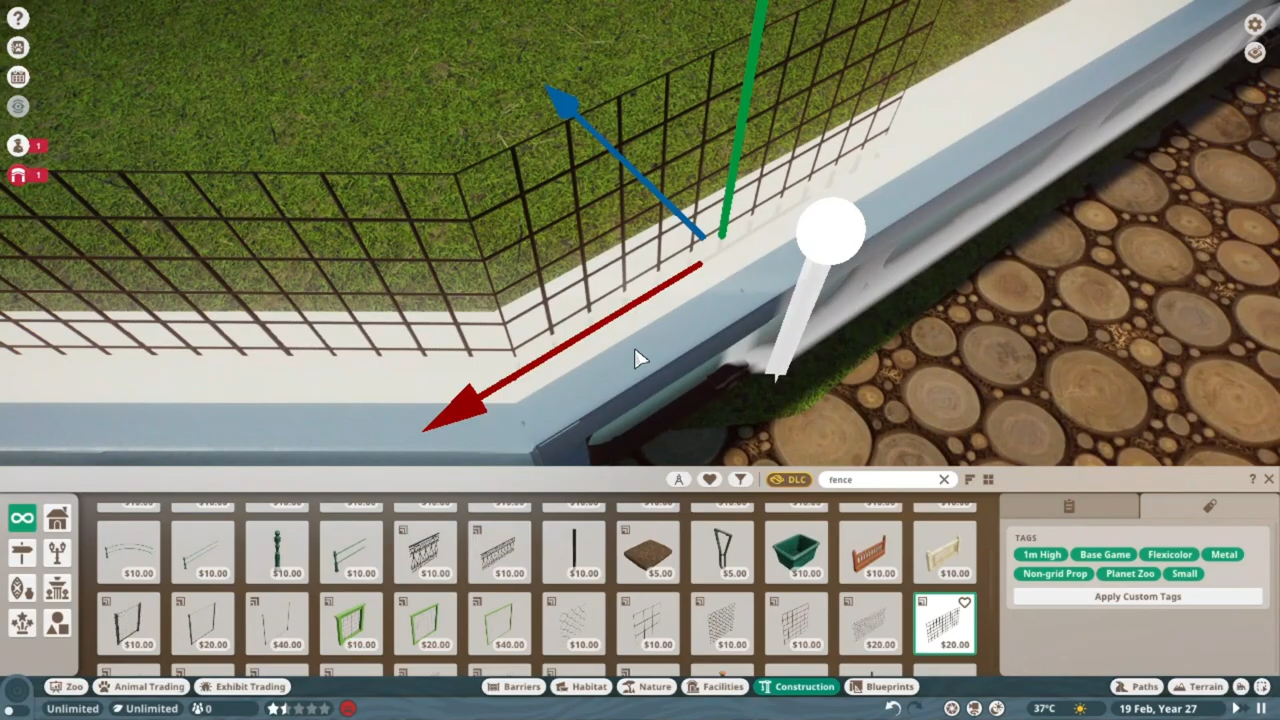 ?
1
1
DLC
fence
?
$10.00 $10.00 $10.00 $10.00 $10.00 $10.00 $10.00 $5.00 $5.00 $10.00 $10.00 $10.00
$10.00 $20.00 $40.00 $10.00 $20.00 $40.00 $10.00 $10.00 $10.00 $10.00 $20.00 $20.00
TAGS
1m High Base Game Flexicolor Metal
Non-grid Prop Planet Zoo Small
Apply Custom Tags
Zoo Animal Trading Exhibit Trading Barriers Habitat Nature Facilities Construction Blueprints Paths Terrain
Unlimited Unlimited 0 37°C 19 Feb, Year 27